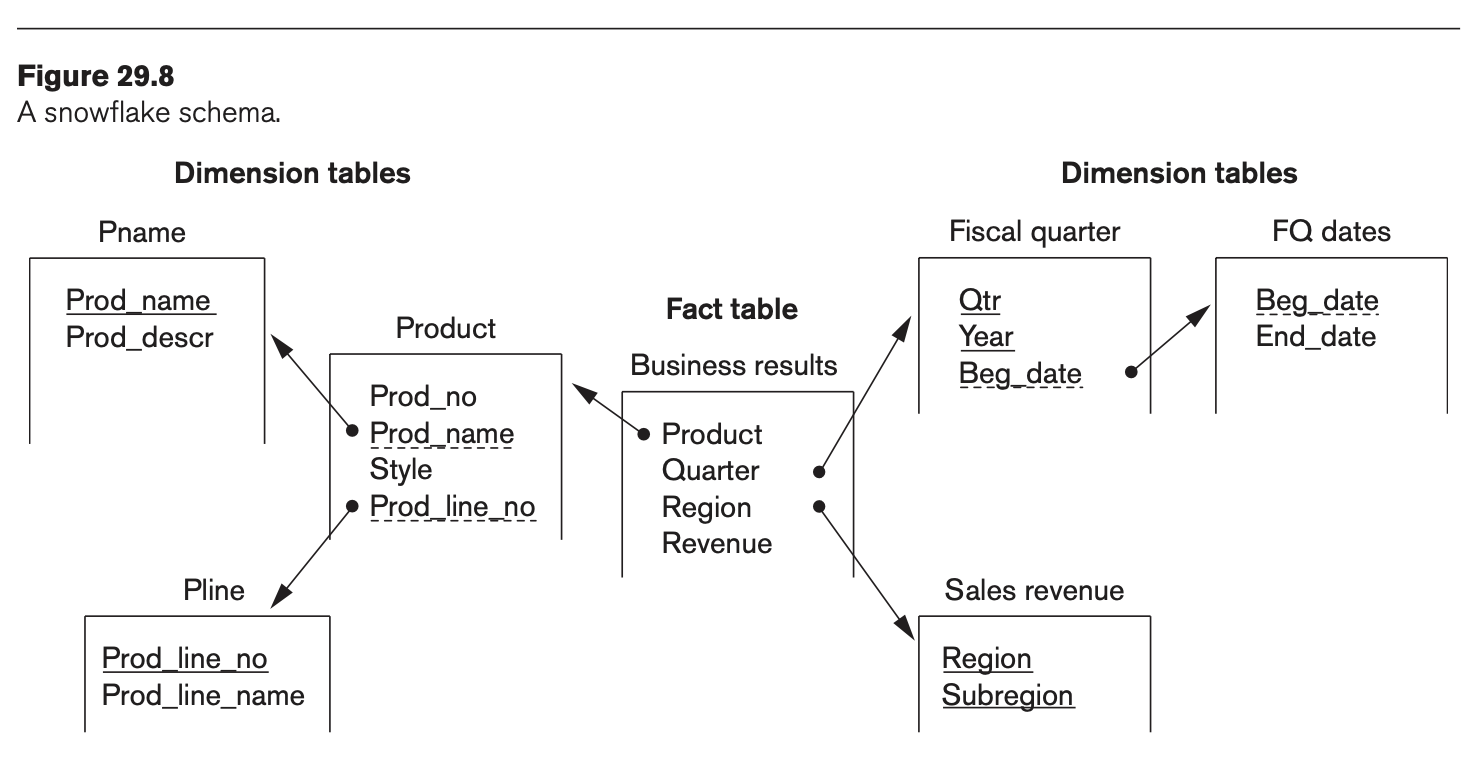 Figure 29.8
A snowflake schema.
Dimension tables
Pname
Prod_name
Prod_descr
Product
Prod_no
Prod_name
Style
Prod_line_no
Pline
Prod_line_no
Prod_line_name
Fact table
Business results
Product
Quarter
Region
Revenue
Dimension tables
Fiscal quarter
Qtr
Year
Beg_date
FQ dates
Beg_date
End_date
Sales revenue
Region
Subregion